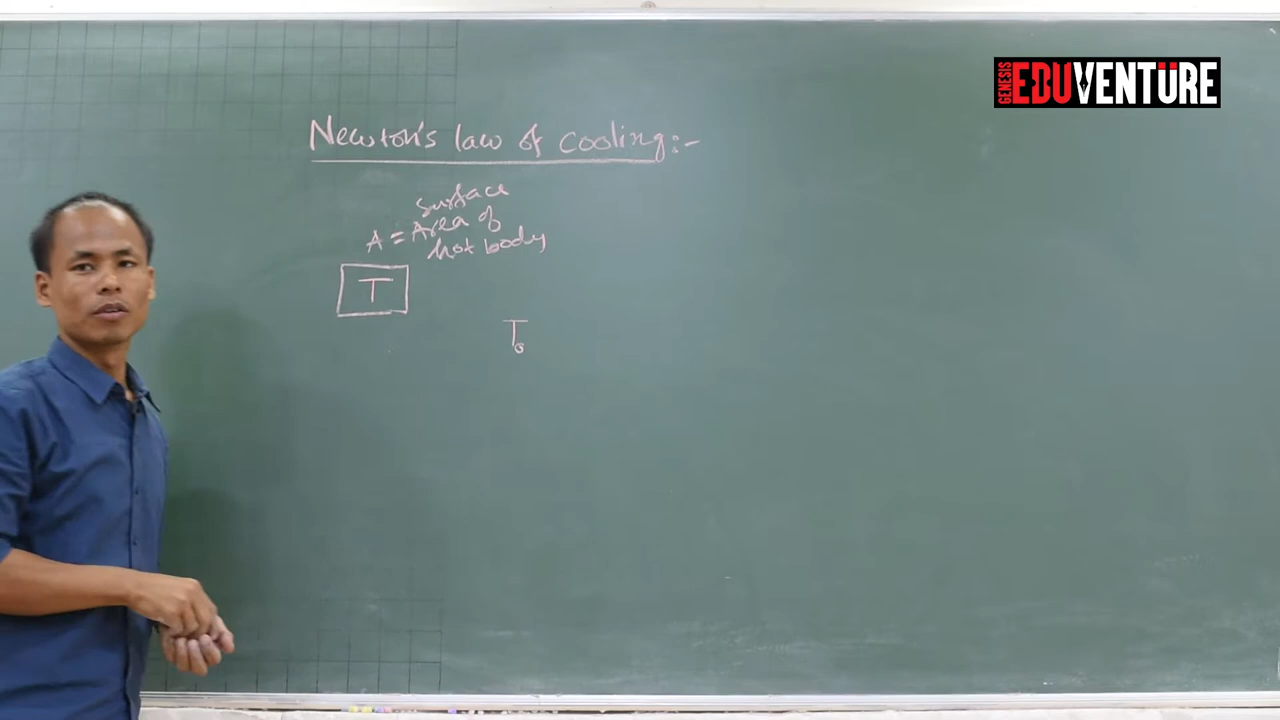 GENESIS EDUVENTURE
Newton's law of cooling:-
surface
A = Area of
hot body
T
T₀